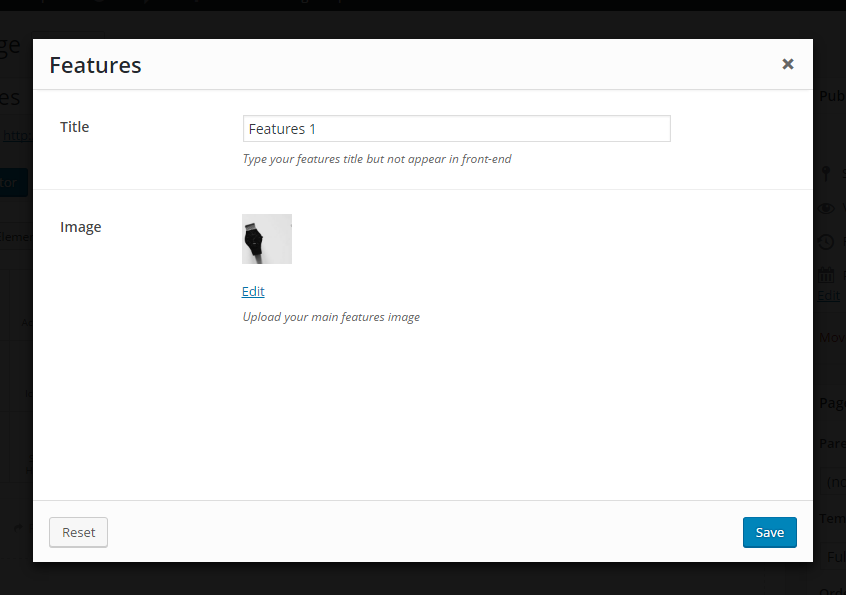 Features
Title
Features 1
Type your features title but not appear in front-end
Image
Edit
Upload your main features image
Reset
Save
Edit